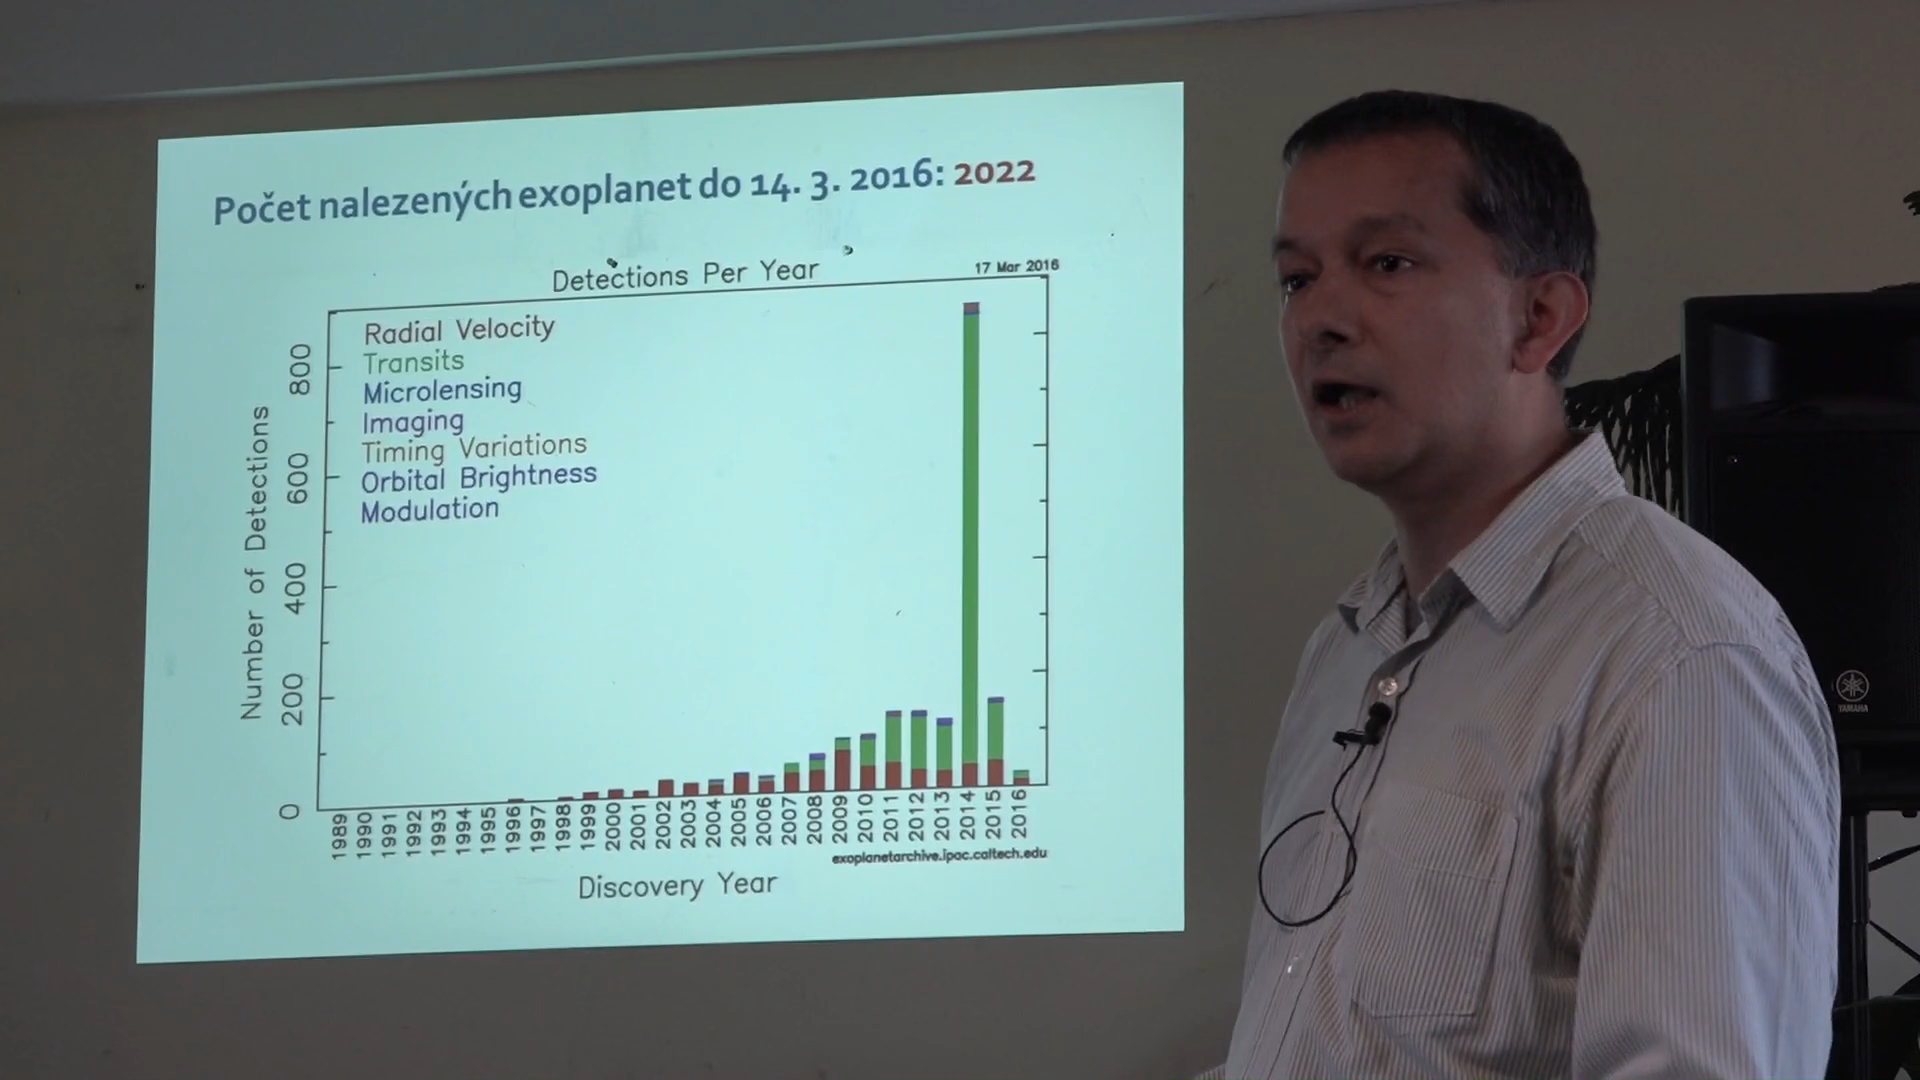 Počet nalezených exoplanet do 14. 3. 2016: 2022
Detections Per Year
17 Mar 2016
Radial Velocity
Transits
Microlensing
Imaging
Timing Variations
Orbital Brightness
Modulation
Number of Detections
800
600
400
200
0
1989 1990 1991 1992 1993 1994 1995 1996 1997 1998 1999 2000 2001 2002 2003 2004 2005 2006 2007 2008 2009 2010 2011 2012 2013 2014 2015 2016
exoplanetarchive.ipac.caltech.edu
Discovery Year
YAMAHA